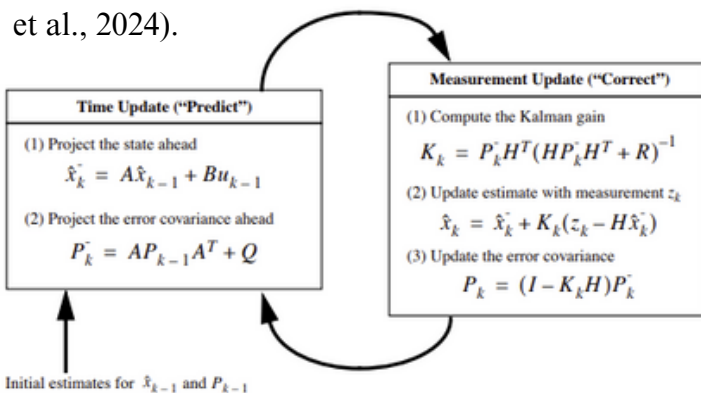 et al., 2024).
Time Update (“Predict”)
(1) Project the state ahead
x̂ₖ⁻ = Ax̂ₖ₋₁ + Buₖ₋₁
(2) Project the error covariance ahead
Pₖ⁻ = APₖ₋₁Aᵀ + Q
Initial estimates for x̂ₖ₋₁ and Pₖ₋₁
Measurement Update (“Correct”)
(1) Compute the Kalman gain
Kₖ = Pₖ⁻Hᵀ(HPₖ⁻Hᵀ + R)⁻¹
(2) Update estimate with measurement zₖ
x̂ₖ = x̂ₖ⁻ + Kₖ(zₖ – Hx̂ₖ⁻)
(3) Update the error covariance
Pₖ = (I – KₖH)Pₖ⁻